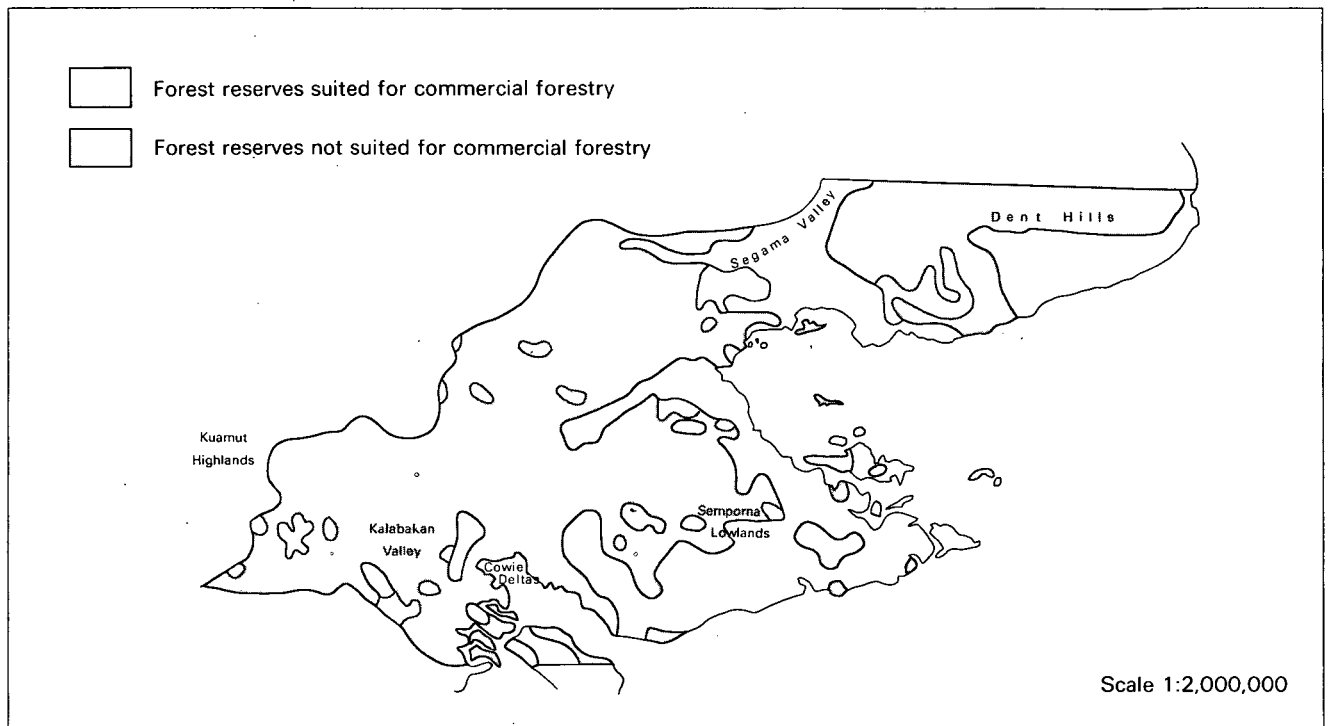 Forest reserves suited for commercial forestry
Forest reserves not suited for commercial forestry
Segama Valley
Dent Hills
Kuamut
Highlands
Kalabakan
Valley
Semporna
Lowlands
Cowie
Deltas
Scale 1:2,000,000